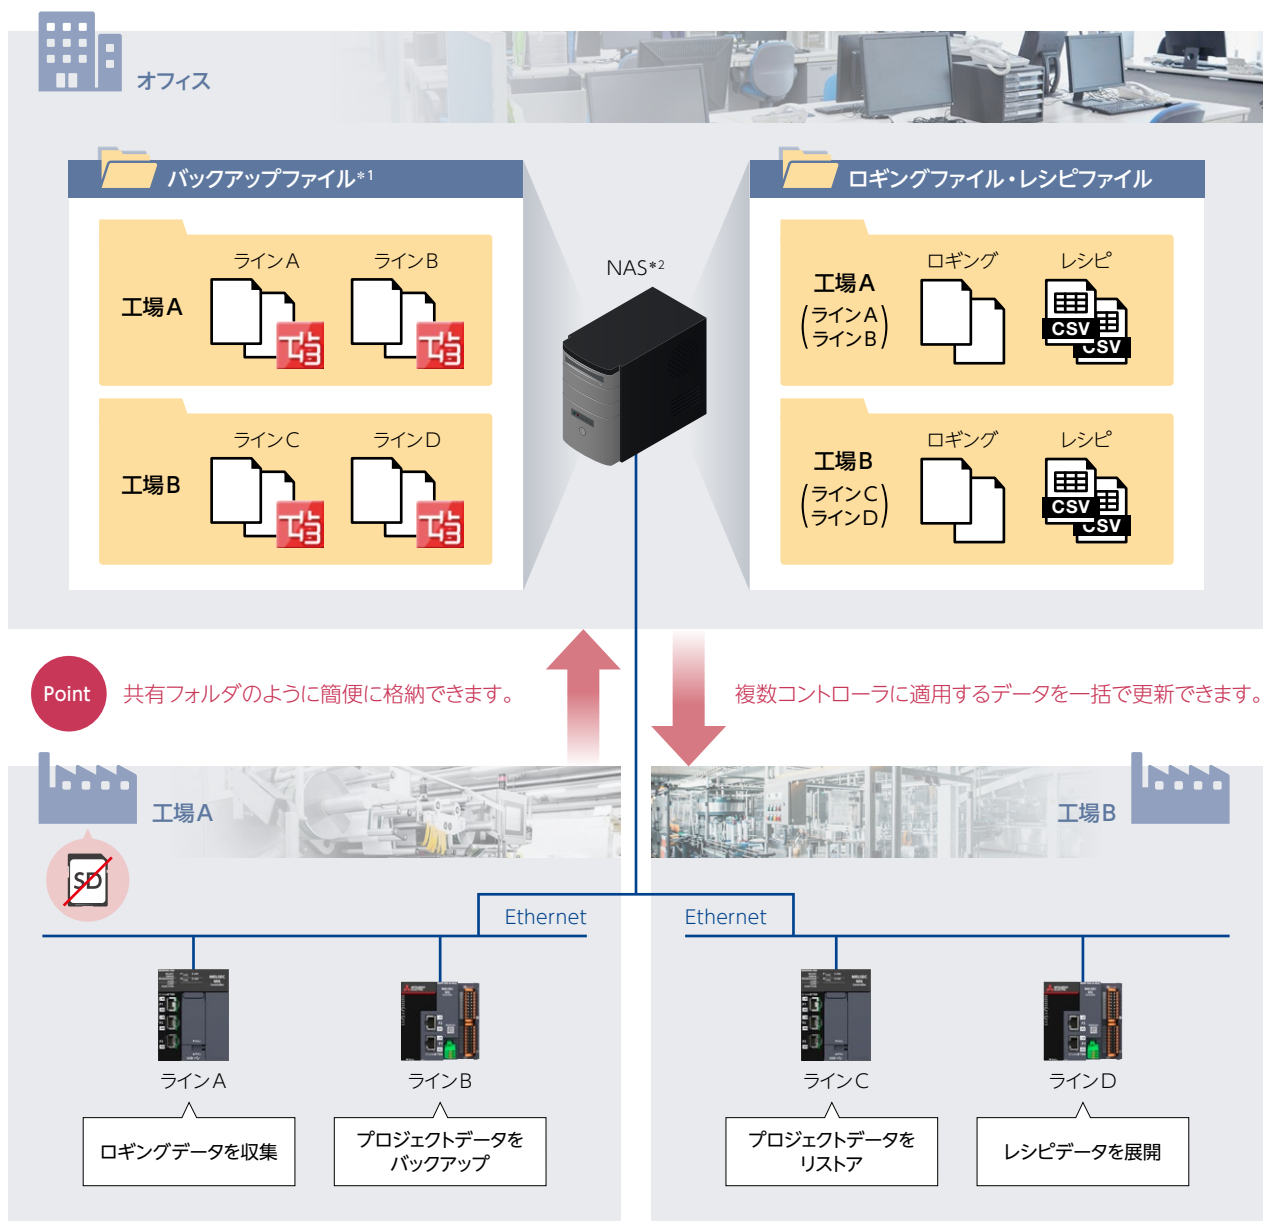 オフィス
バックアップファイル*1
工場A
ラインA
ラインB
工場B
ラインC
ラインD
NAS*2
ロギングファイル・レシピファイル
工場A
(ラインA
ラインB)
ロギング
レシピ
CSV
CSV
工場B
(ラインC
ラインD)
ロギング
レシピ
CSV
CSV
Point
共有フォルダのように簡便に格納できます。
複数コントローラに適用するデータを一括で更新できます。
工場A
工場B
SD
Ethernet
Ethernet
ラインA
ラインB
ラインC
ラインD
ロギングデータを収集
プロジェクトデータを
バックアップ
プロジェクトデータを
リストア
レシピデータを展開